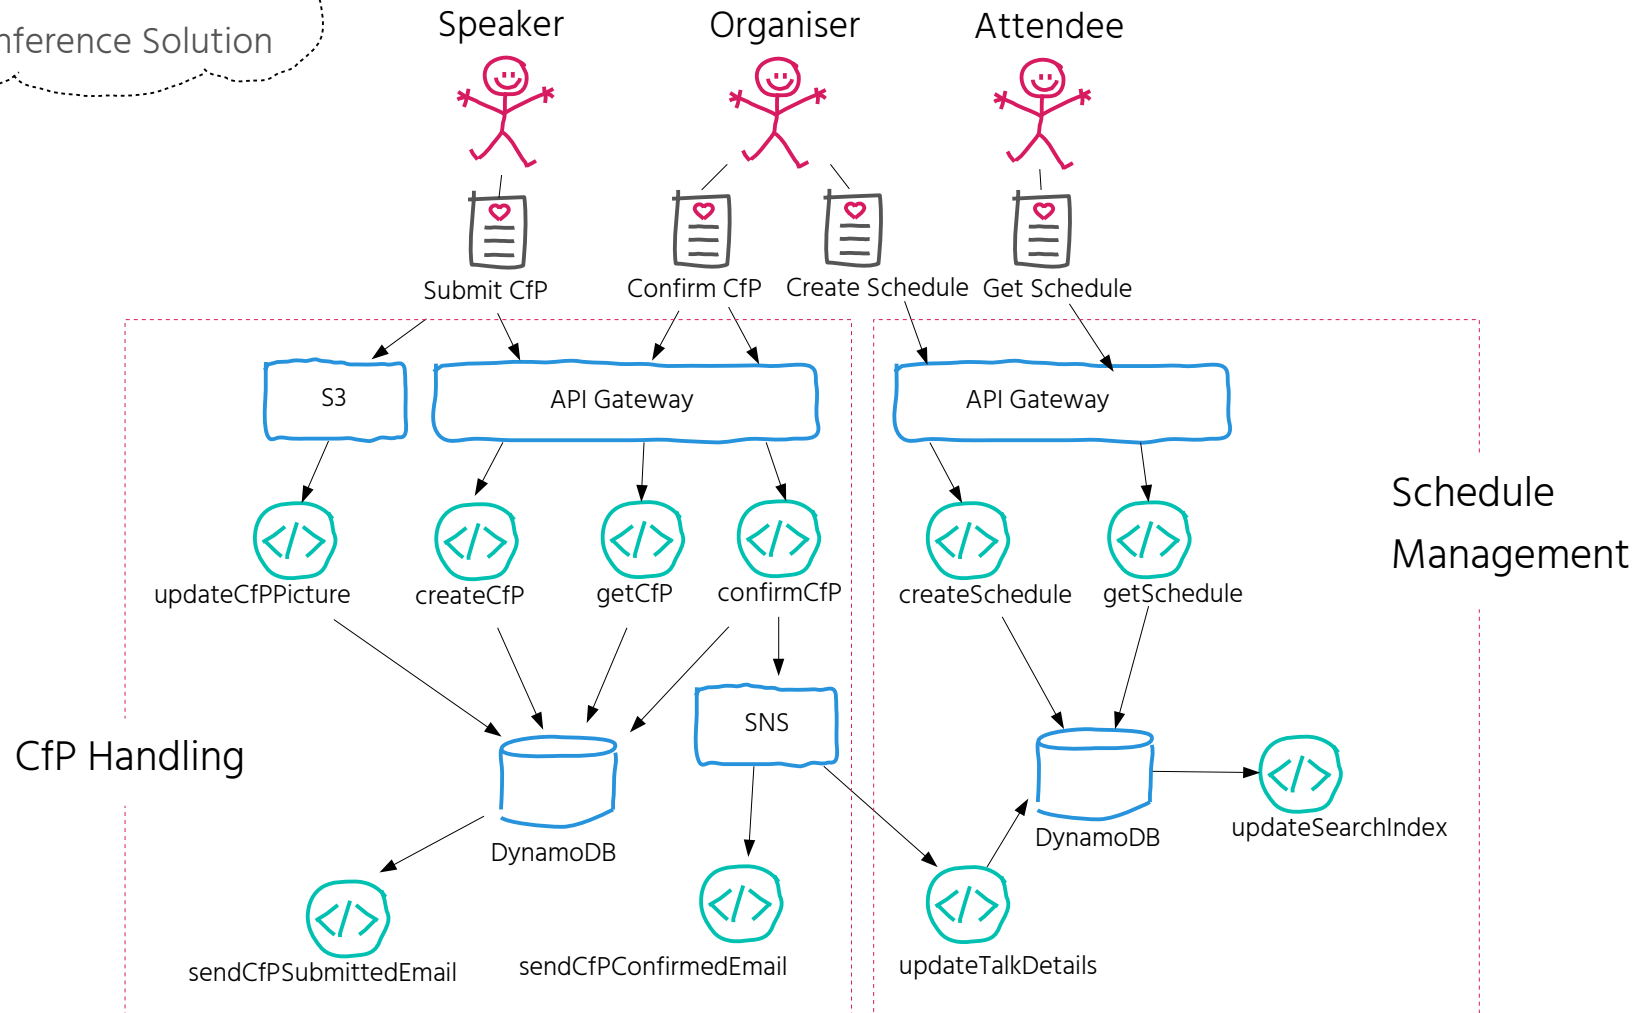 Solution
Speaker
Organiser
Attendee
Submit CfP
Confirm CfP
Create Schedule
Get Schedule
S3
API Gateway
API Gateway
updateCfPPicture
createCfP
getCfP
confirmCfP
createSchedule
getSchedule
Schedule
Management
SNS
CfP Handling
DynamoDB
DynamoDB
updateSearchIndex
sendCfPSubmittedEmail
sendCfPConfirmedEmail
updateTalkDetails